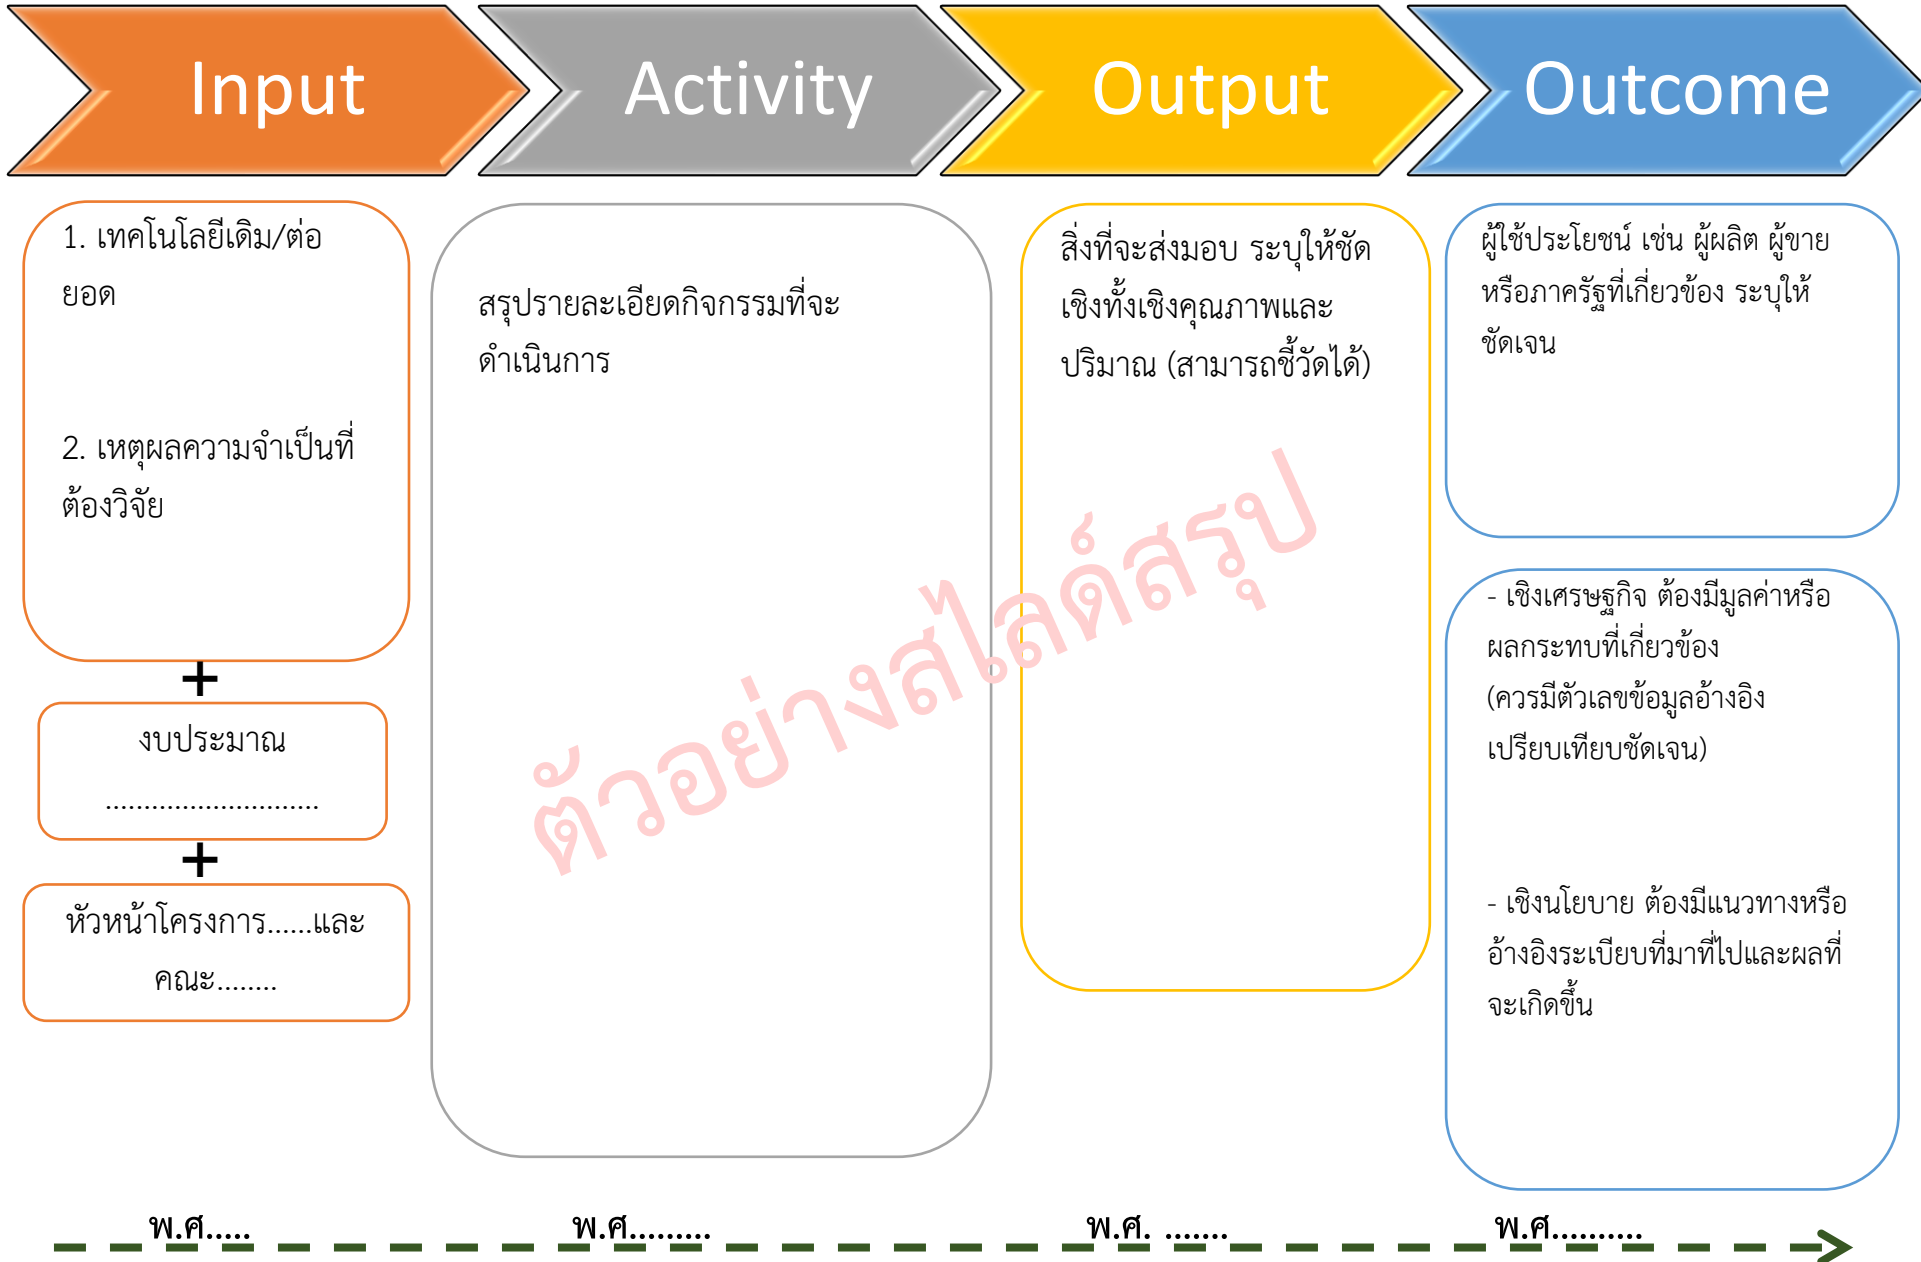 Input
Activity
Output
Outcome
1. เทคโนโลยีเดิม/ต่อ
ยอด
2. เหตุผลความจำเป็นที่
ต้องวิจัย
+
งบประมาณ
............................
+
หัวหน้าโครงการ......และ
คณะ........
สรุปรายละเอียดกิจกรรมที่จะ
ดำเนินการ
สิ่งที่จะส่งมอบ ระบุให้ชัด
เชิงทั้งเชิงคุณภาพและ
ปริมาณ (สามารถชี้วัดได้)
ผู้ใช้ประโยชน์ เช่น ผู้ผลิต ผู้ขาย
หรือภาครัฐที่เกี่ยวข้อง ระบุให้
ชัดเจน
- เชิงเศรษฐกิจ ต้องมีมูลค่าหรือ
ผลกระทบที่เกี่ยวข้อง
(ควรมีตัวเลขข้อมูลอ้างอิง
เปรียบเทียบชัดเจน)
- เชิงนโยบาย ต้องมีแนวทางหรือ
อ้างอิงระเบียบที่มาที่ไปและผลที่
จะเกิดขึ้น
ตัวอย่างสไลด์สรุป
พ.ศ.....
พ.ศ.........
พ.ศ. .......
พ.ศ..........